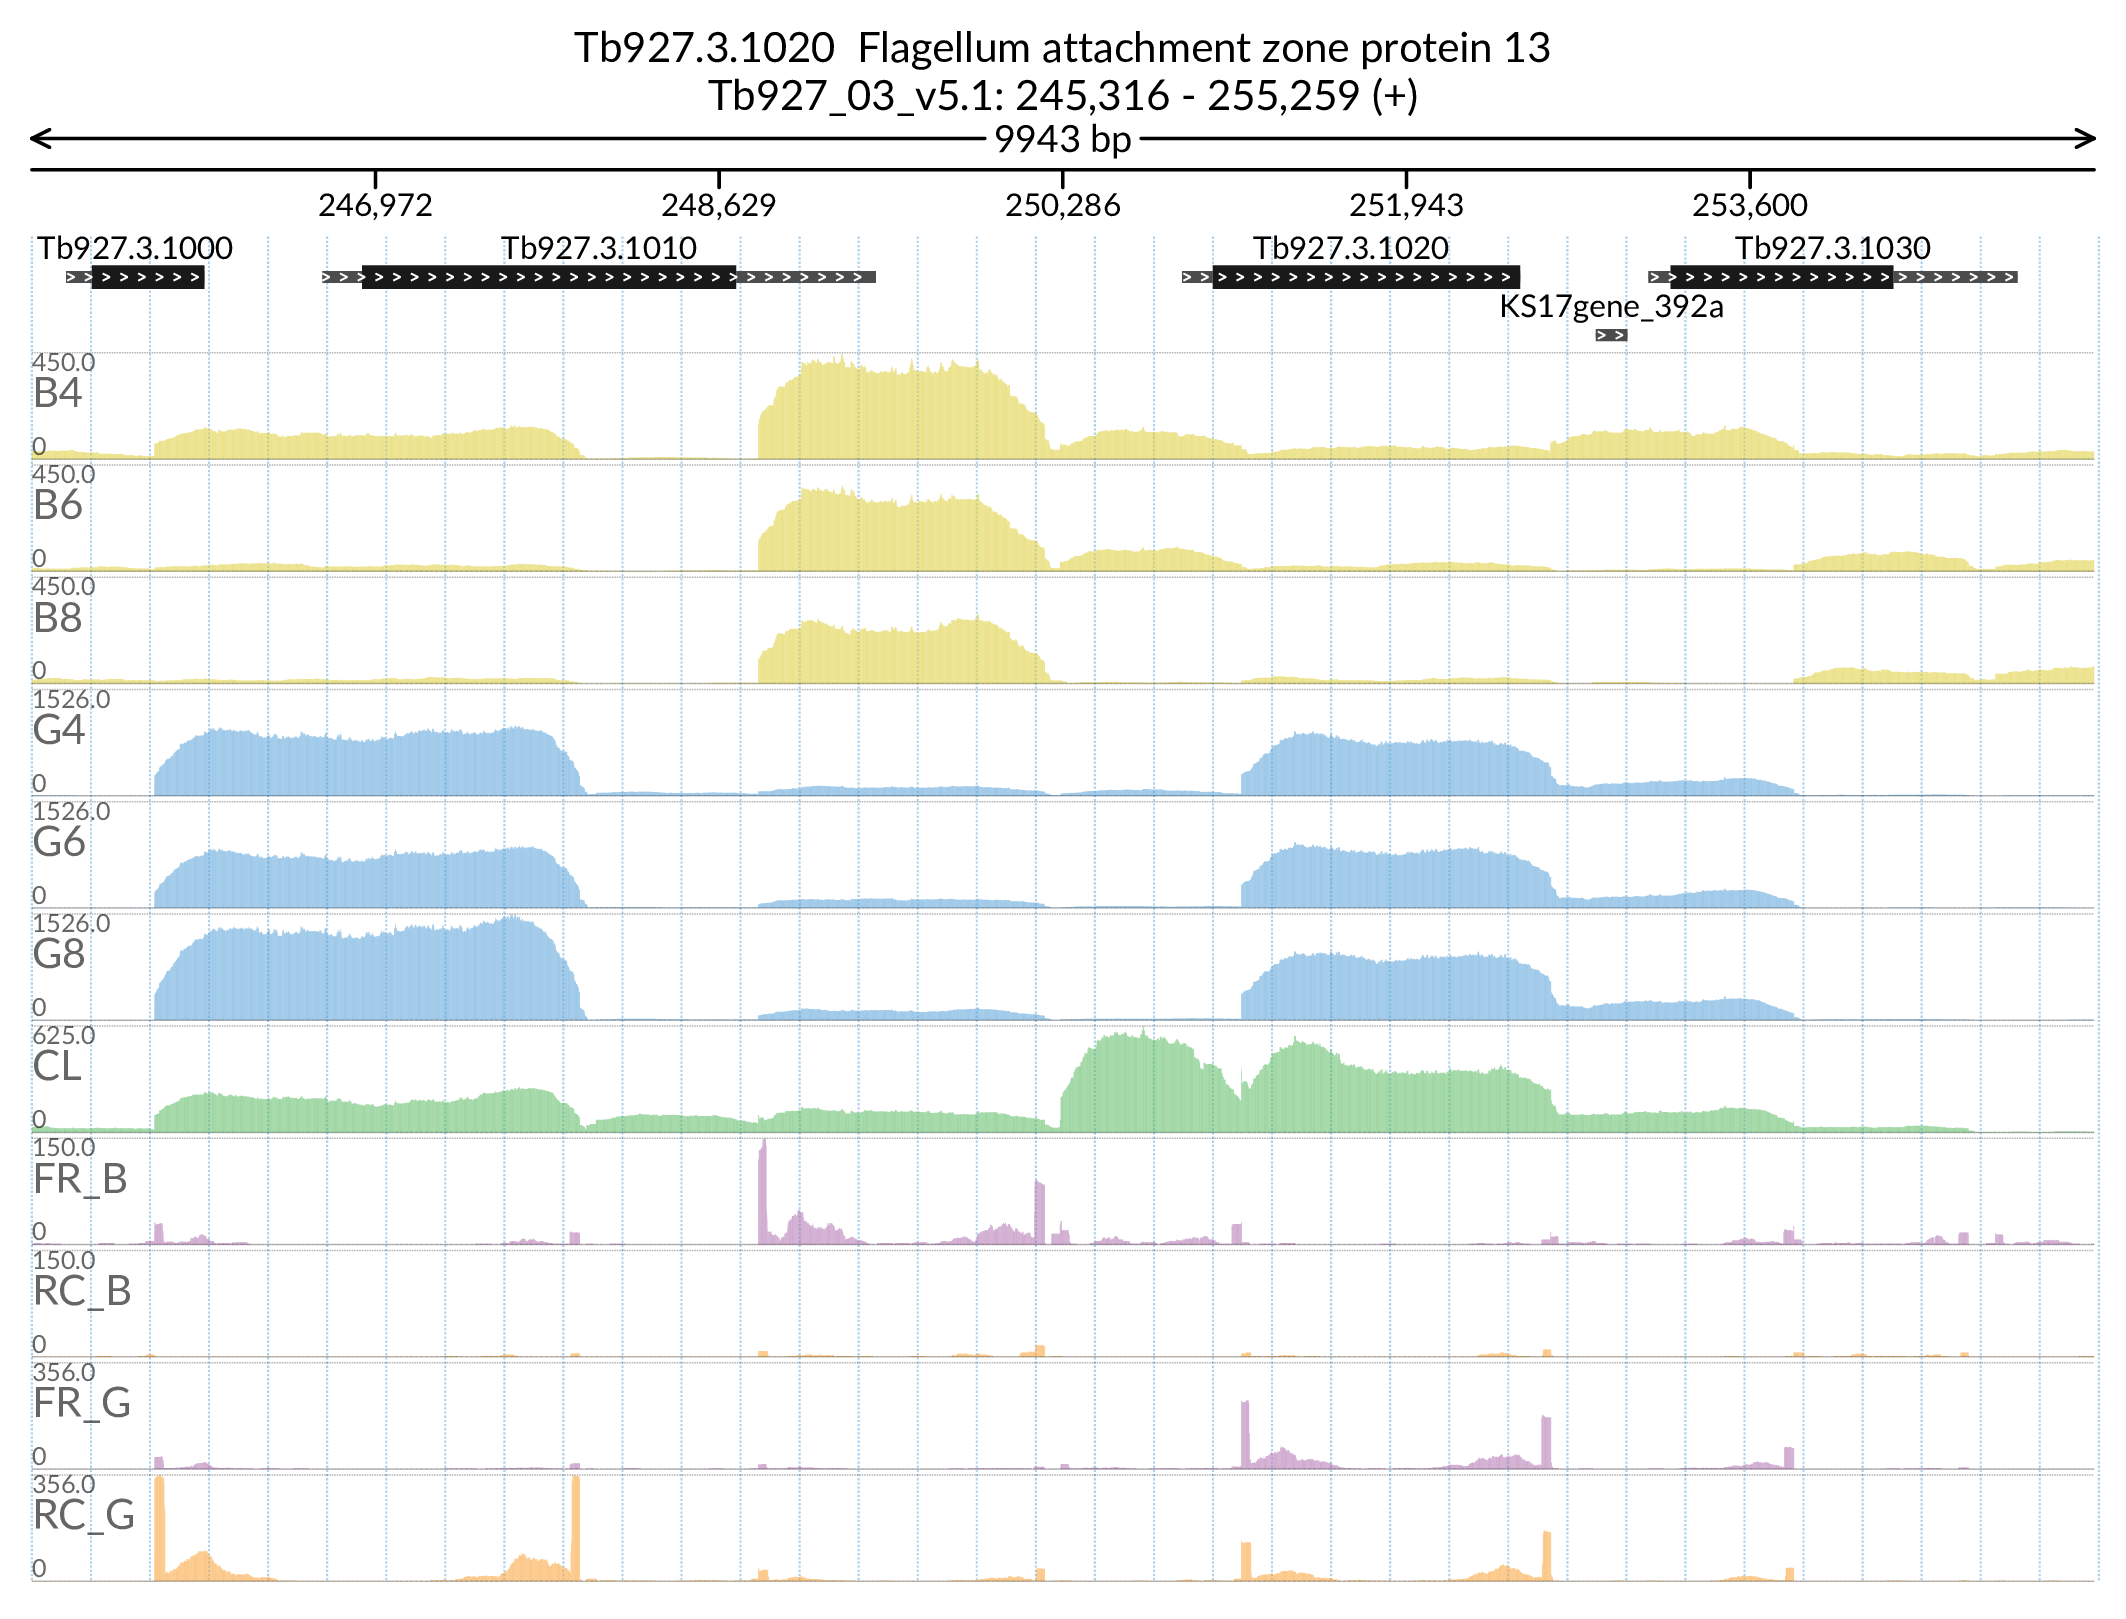 Tb927.3.1020  Flagellum attachment zone protein 13
Tb927_03_v5.1: 245,316 - 255,259 (+)
9943 bp
246,972 248,629 250,286 251,943 253,600
Tb927.3.1000 Tb927.3.1010 Tb927.3.1020 Tb927.3.1030
KS17gene_392a
450.0
B4
0
450.0
B6
0
450.0
B8
0
1526.0
G4
0
1526.0
G6
0
1526.0
G8
0
625.0
CL
0
150.0
FR_B
0
150.0
RC_B
0
356.0
FR_G
0
356.0
RC_G
0